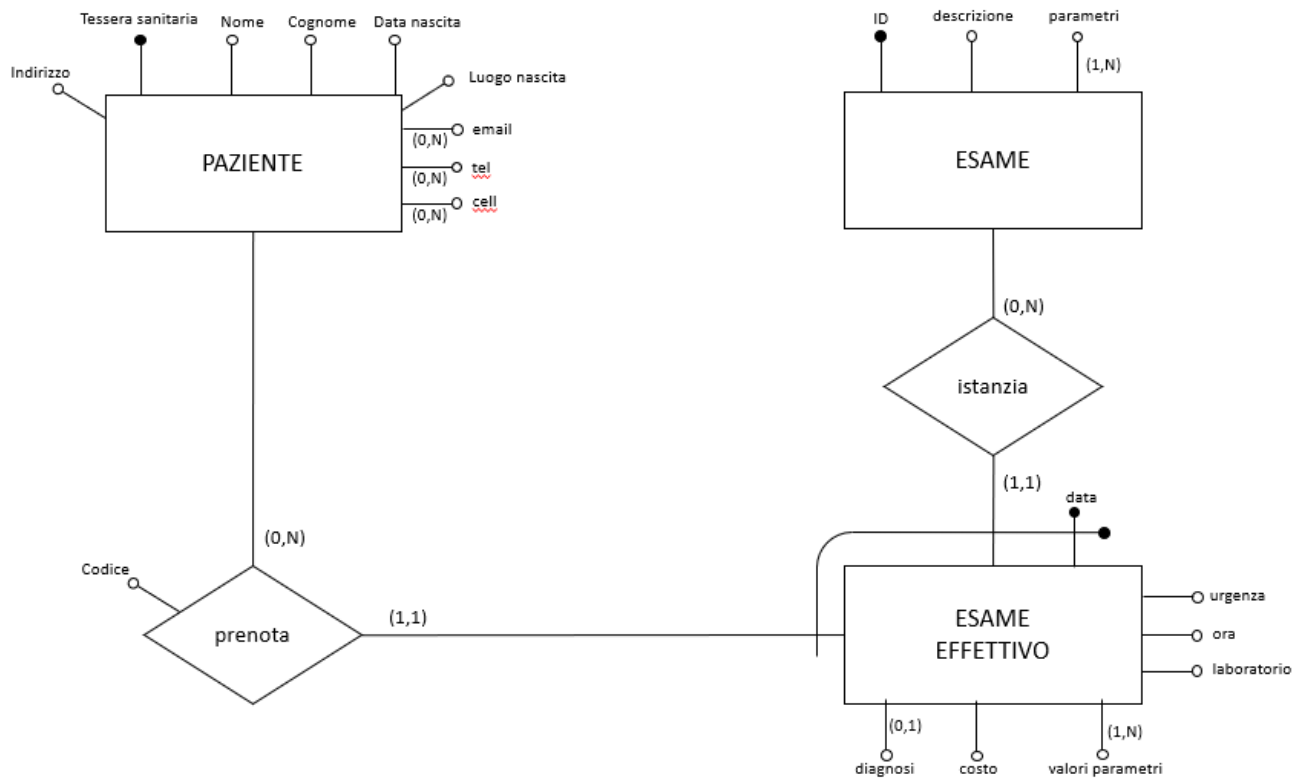 Tessera sanitaria
Nome
Cognome
Data nascita
Indirizzo
Luogo nascita
email
(0,N)
tel
(0,N)
cell
(0,N)
PAZIENTE
ID
descrizione
parametri
(1,N)
ESAME
(0,N)
istanzia
(1,1)
data
(0,N)
Codice
prenota
(1,1)
ESAME
EFFETTIVO
urgenza
ora
laboratorio
(0,1)
(1,N)
diagnosi
costo
valori parametri